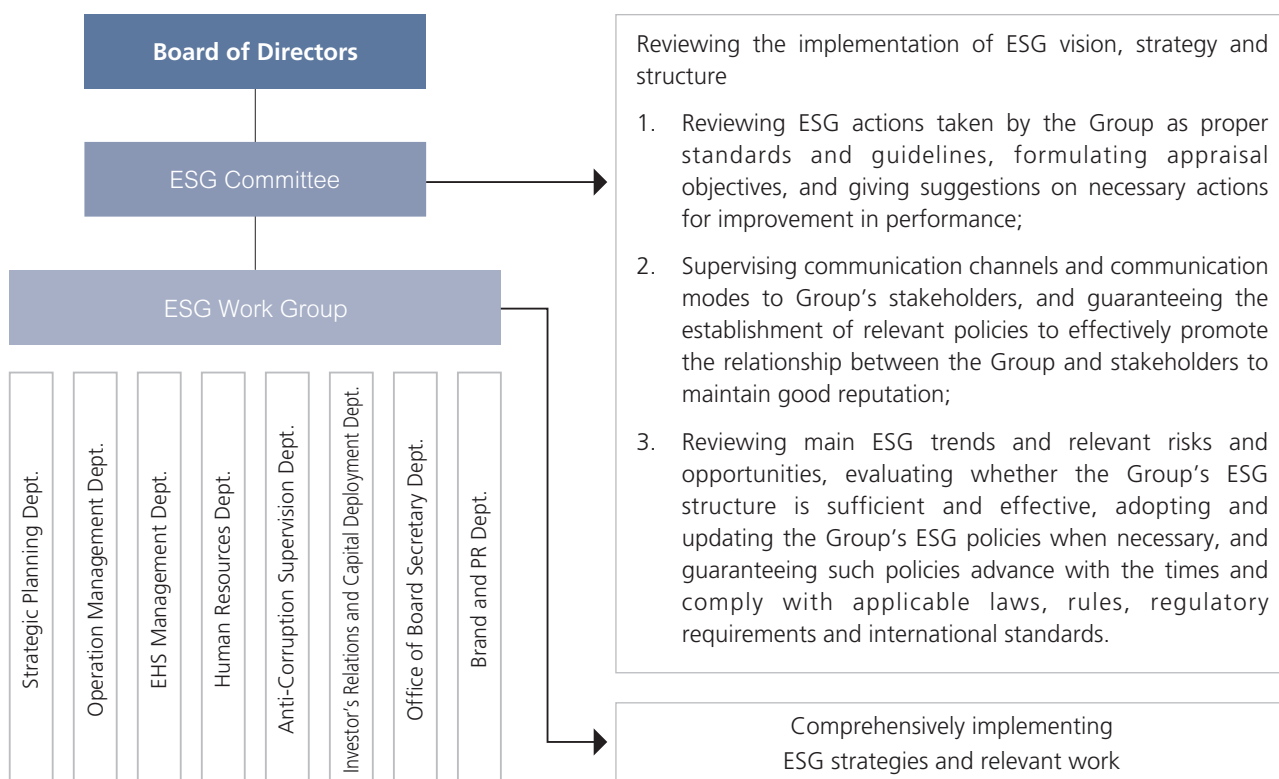 Board of Directors
ESG Committee
ESG Work Group
Strategic Planning Dept.
Operation Management Dept.
EHS Management Dept.
Human Resources Dept.
Anti-Corruption Supervision Dept.
Investor's Relations and Capital Deployment Dept.
Office of Board Secretary Dept.
Brand and PR Dept.
Reviewing the implementation of ESG vision, strategy and
structure
1. Reviewing ESG actions taken by the Group as proper
standards and guidelines, formulating appraisal
objectives, and giving suggestions on necessary actions
for improvement in performance;
2. Supervising communication channels and communication
modes to Group's stakeholders, and guaranteeing the
establishment of relevant policies to effectively promote
the relationship between the Group and stakeholders to
maintain good reputation;
3. Reviewing main ESG trends and relevant risks and
opportunities, evaluating whether the Group's ESG
structure is sufficient and effective, adopting and
updating the Group's ESG policies when necessary, and
guaranteeing such policies advance with the times and
comply with applicable laws, rules, regulatory
requirements and international standards.
Comprehensively implementing
ESG strategies and relevant work